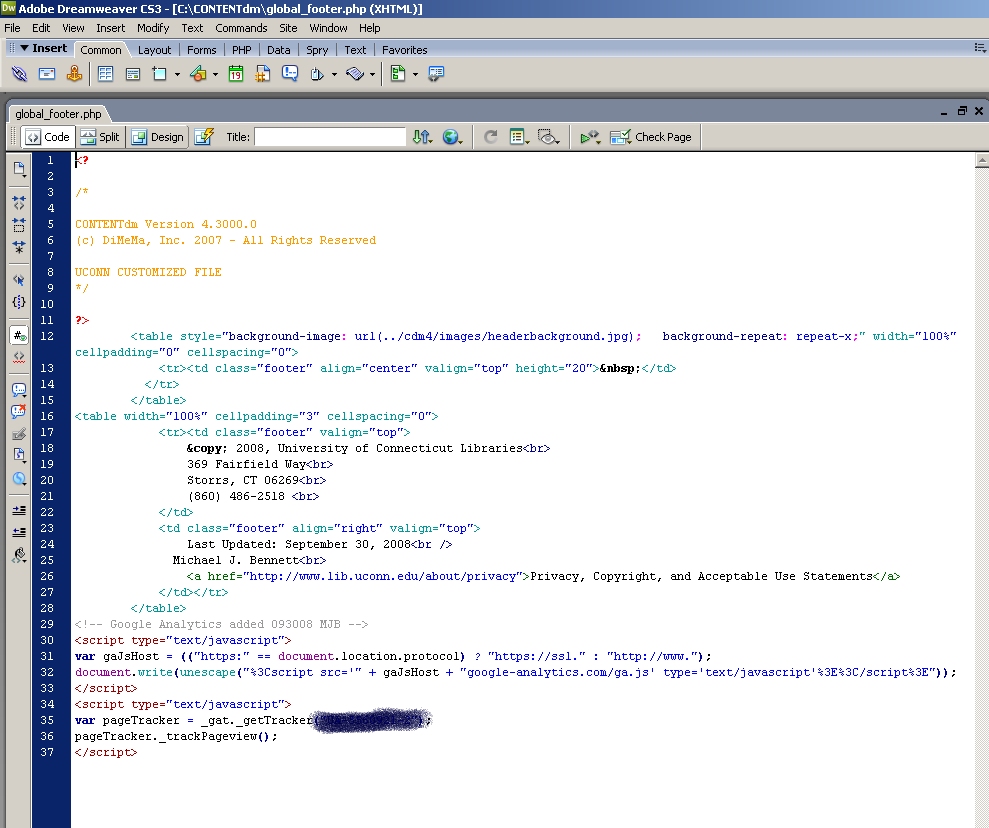 Adobe Dreamweaver CS3 - [C:\CONTENTdm\global_footer.php (XHTML)]
File Edit View Insert Modify Text Commands Site Window Help
Insert Common Layout Forms PHP Data Spry Text Favorites
global_footer.php
Code Split Design Title: Check Page
1 <?
2
3 /*
4
5 CONTENTdm Version 4.3000.0
6 (c) DiMeMa, Inc. 2007 - All Rights Reserved
7
8 UCONN CUSTOMIZED FILE
9 */
10
11 ?>
12 <table style="background-image: url(../cdm4/images/headerbackground.jpg); background-repeat: repeat-x;" width="100%"
cellpadding="0" cellspacing="0">
13 <tr><td class="footer" align="center" valign="top" height="20">&nbsp;</td>
14 </tr>
15 </table>
16 <table width="100%" cellpadding="3" cellspacing="0">
17 <tr><td class="footer" valign="top">
18 &copy; 2008, University of Connecticut Libraries<br>
19 369 Fairfield Way<br>
20 Storrs, CT 06269<br>
21 (860) 486-2518 <br>
22 </td>
23 <td class="footer" align="right" valign="top">
24 Last Updated: September 30, 2008<br />
25 Michael J. Bennett<br>
26 <a href="http://www.lib.uconn.edu/about/privacy">Privacy, Copyright, and Acceptable Use Statements</a>
27 </td></tr>
28 </table>
29 <!-- Google Analytics added 093008 MJB -->
30 <script type="text/javascript">
31 var gaJsHost = (("https:" == document.location.protocol) ? "https://ssl." : "http://www.");
32 document.write(unescape("%3Cscript src='" + gaJsHost + "google-analytics.com/ga.js' type='text/javascript'%3E%3C/script%3E"));
33 </script>
34 <script type="text/javascript">
35 var pageTracker = _gat._getTracker( );
36 pageTracker._trackPageview();
37 </script>